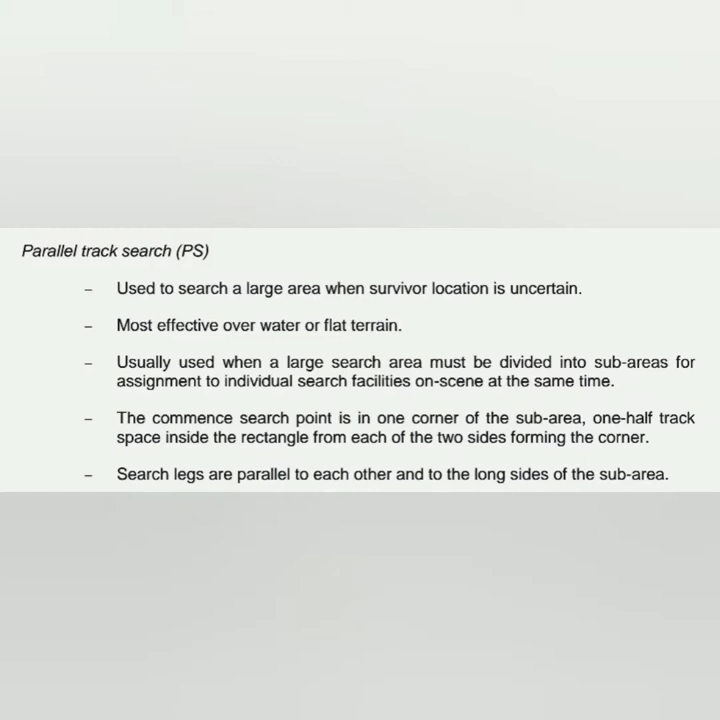 Parallel track search (PS)
– Used to search a large area when survivor location is uncertain.
– Most effective over water or flat terrain.
– Usually used when a large search area must be divided into sub-areas for
assignment to individual search facilities on-scene at the same time.
– The commence search point is in one corner of the sub-area, one-half track
space inside the rectangle from each of the two sides forming the corner.
– Search legs are parallel to each other and to the long sides of the sub-area.